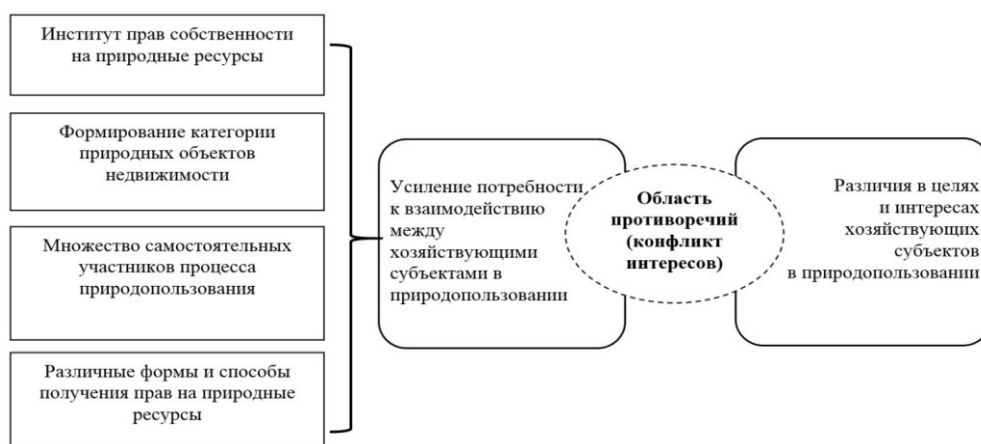 Институт прав собственности
на природные ресурсы
Формирование категории
природных объектов
недвижимости
Множество самостоятельных
участников процесса
природопользования
Различные формы и способы
получения прав на природные
ресурсы
Усиление потребности
к взаимодействию
между
хозяйствующими
субъектами в
природопользовании
Область
противоречий
(конфликт
интересов)
Различия в целях
и интересах
хозяйствующих
субъектов
в природопользовании